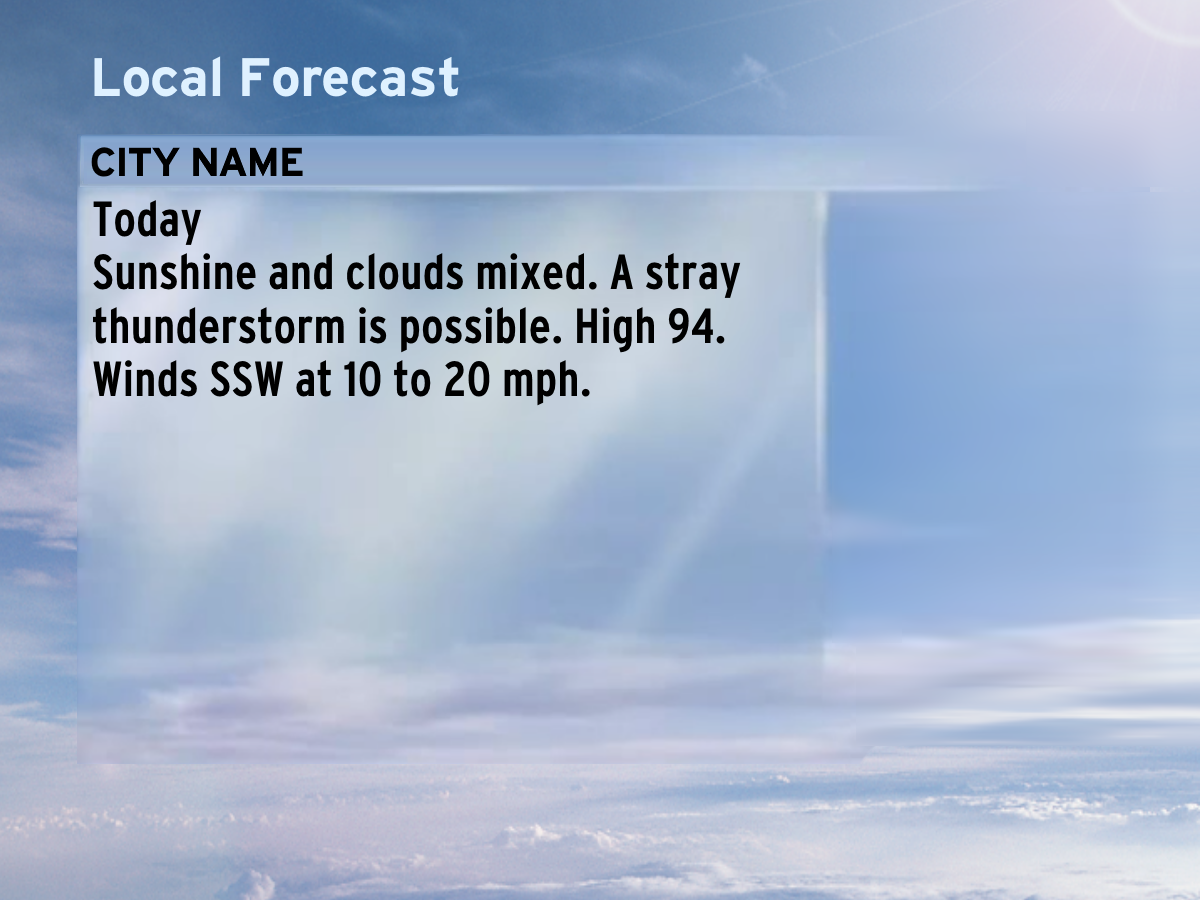 Local Forecast
CITY NAME
Today
Sunshine and clouds mixed. A stray
thunderstorm is possible. High 94.
Winds SSW at 10 to 20 mph.